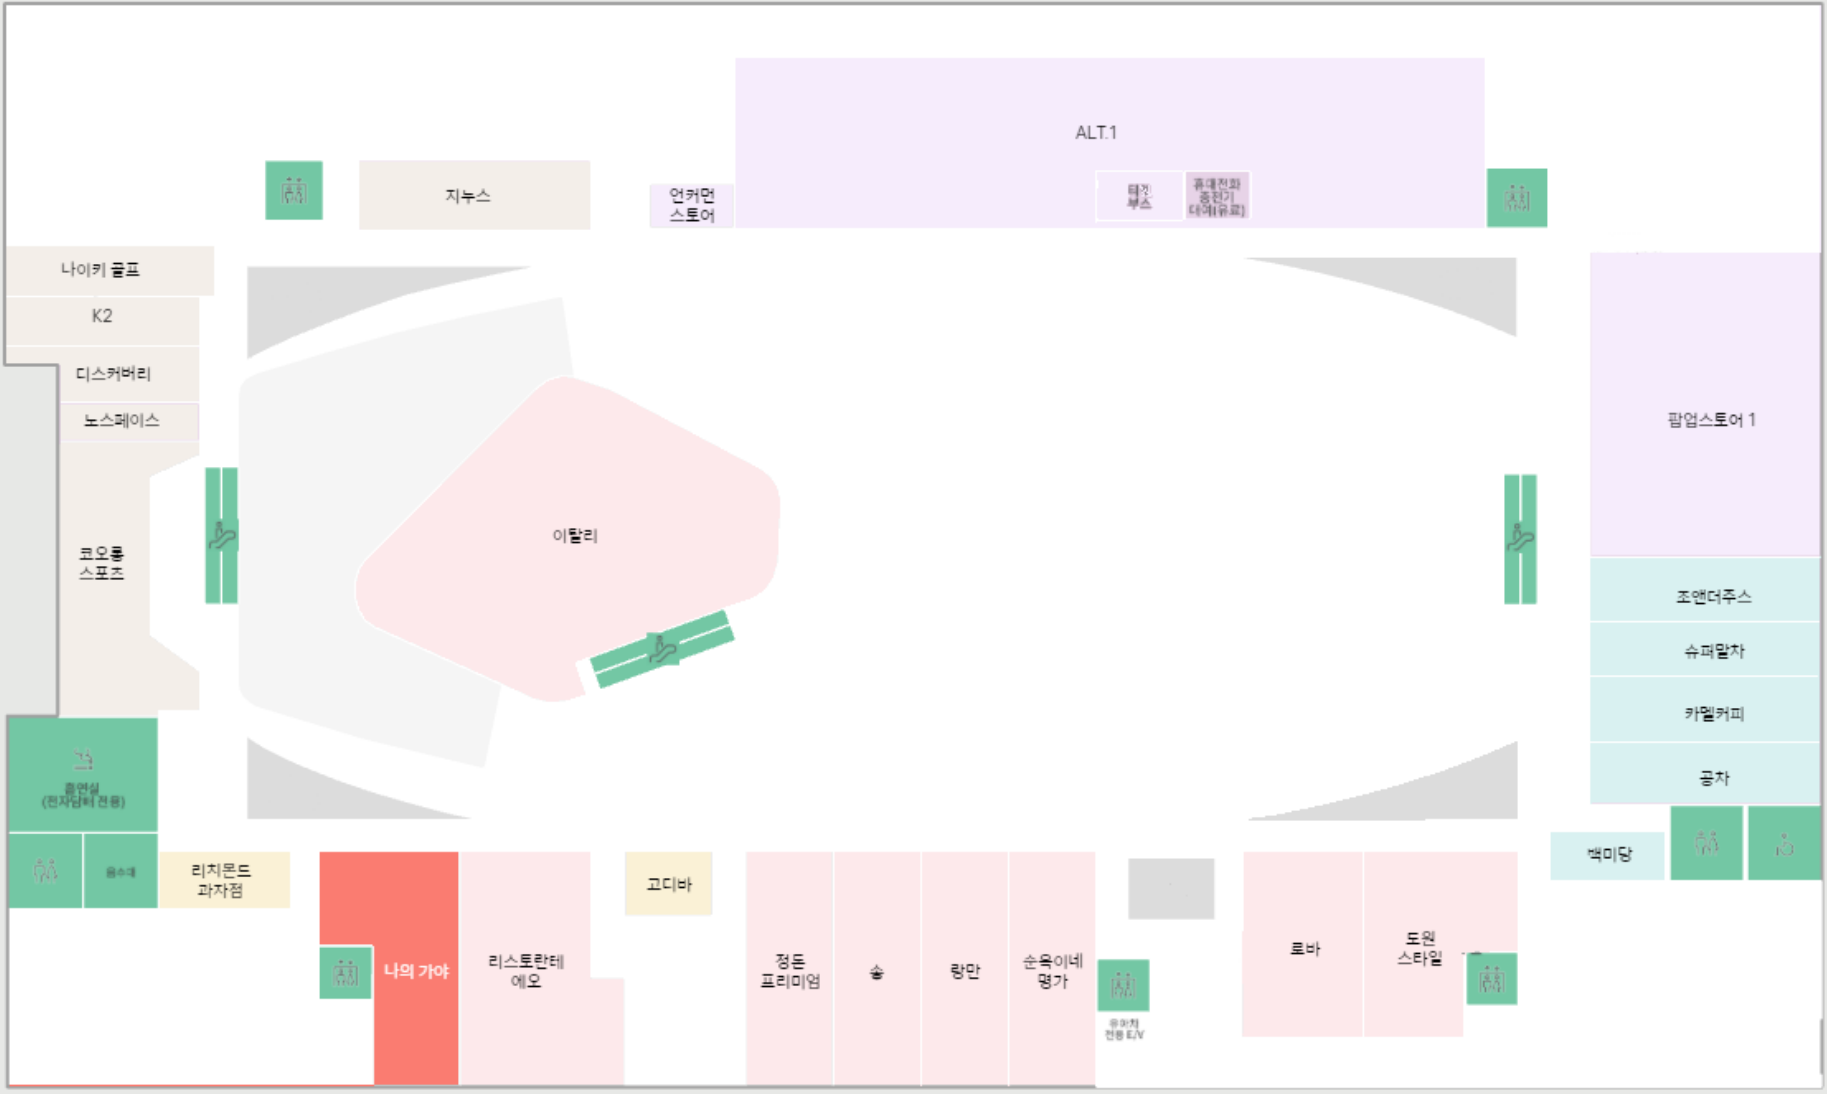 ALT.1
지누스
언커먼
스토어
티켓
부스
휴대전화
충전기
대여(유료)
나이키 골프
K2
디스커버리
노스페이스
코오롱
스포츠
이탈리
팝업스토어 1
조앤더주스
슈퍼말차
카멜커피
공차
백미당
흡연실
(전자담배 전용)
음수대
리치몬드
과자점
나의 가야
리스토란테
에오
고디바
정돈
프리미엄
송
랑만
순옥이네
명가
유아차
전용 E/V
로바
도원
스타일